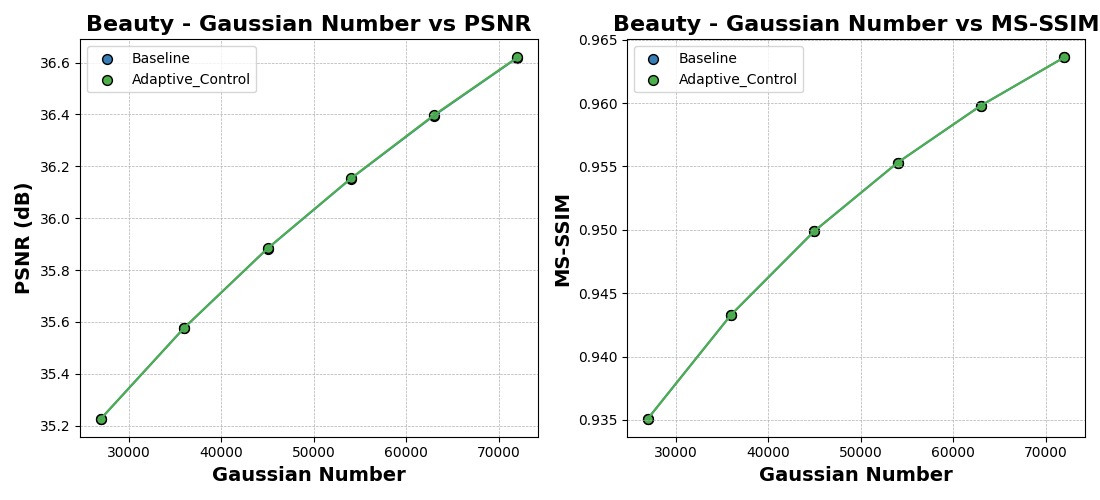 Beauty - Gaussian Number vs PSNR
Baseline
Adaptive_Control
36.6
36.4
36.2
36.0
35.8
35.6
35.4
35.2
PSNR (dB)
30000 40000 50000 60000 70000
Gaussian Number
Beauty - Gaussian Number vs MS-SSIM
Baseline
Adaptive_Control
0.965
0.960
0.955
0.950
0.945
0.940
0.935
MS-SSIM
30000 40000 50000 60000 70000
Gaussian Number